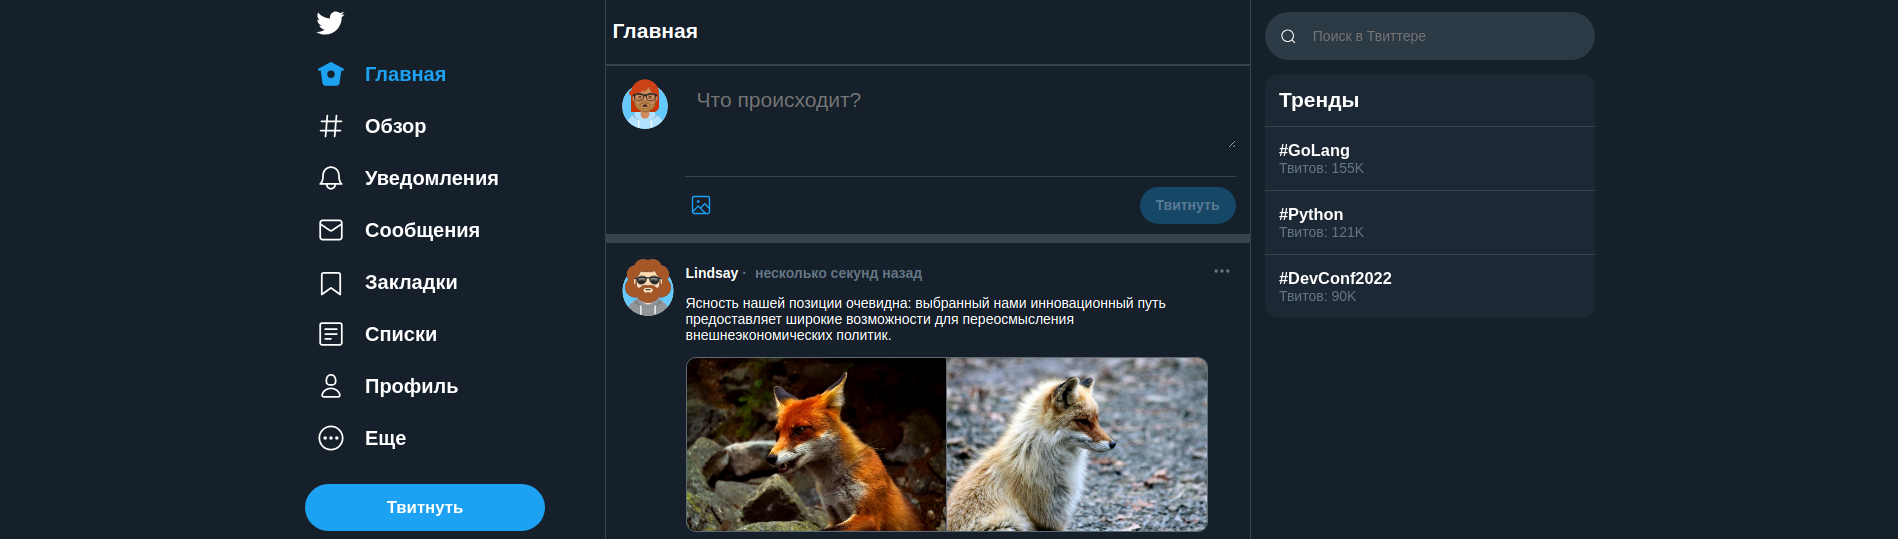 Главная
Обзор
Уведомления
Сообщения
Закладки
Списки
Профиль
Еще
Твитнуть
Главная
Что происходит?
Твитнуть
Lindsay · несколько секунд назад
Ясность нашей позиции очевидна: выбранный нами инновационный путь
предоставляет широкие возможности для переосмысления
внешнеэкономических политик.
Поиск в Твиттере
Тренды
#GoLang
Твитов: 155K
#Python
Твитов: 121K
#DevConf2022
Твитов: 90K